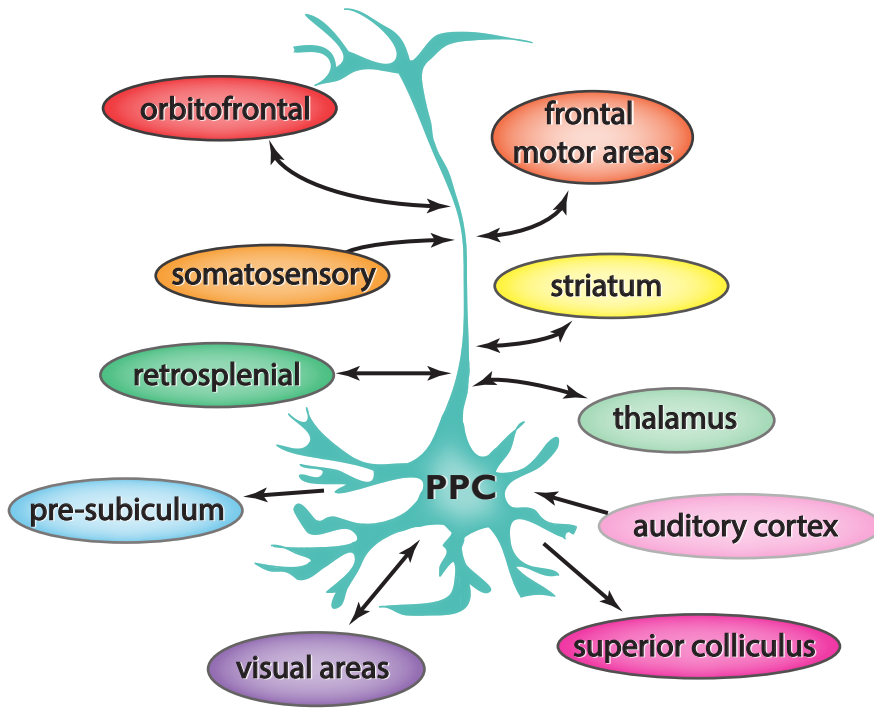 orbitofrontal
frontal
motor areas
somatosensory
striatum
retrosplenial
thalamus
PPC
pre-subiculum
auditory cortex
superior colliculus
visual areas